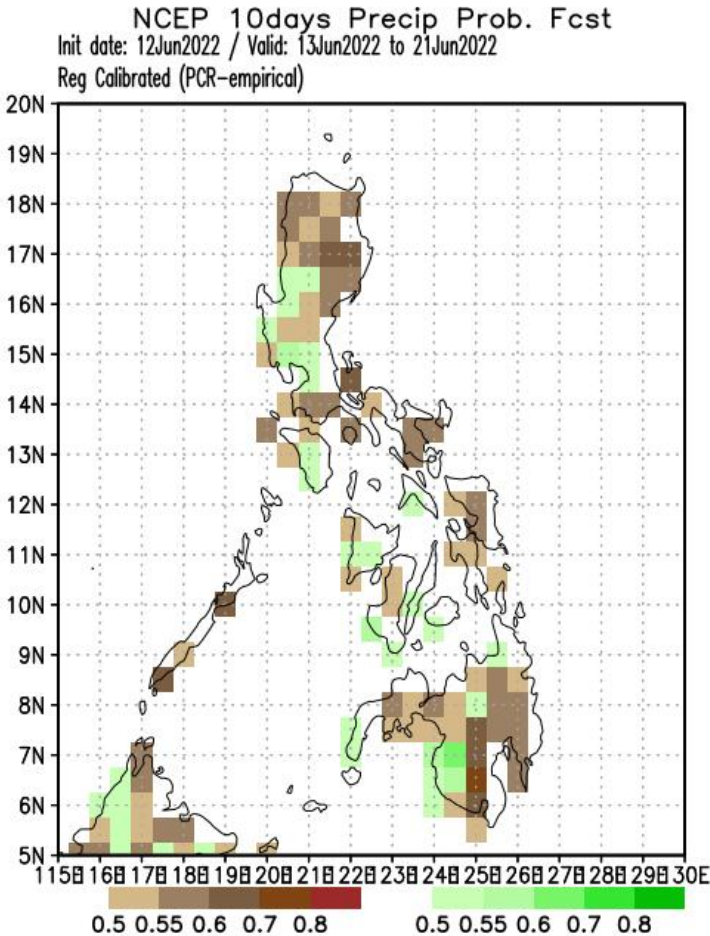 NCEP 10days Precip Prob. Fcst
Init date: 12Jun2022 / Valid: 13Jun2022 to 21Jun2022
Reg Calibrated (PCR-empirical)
20N
19N
18N
17N
16N
15N
14N
13N
12N
11N
10N
9N
8N
7N
6N
5N
115E 116E 117E 118E 119E 120E 121E 122E 123E 124E 125E 126E 127E 128E 129E 130E
0.5 0.55 0.6 0.7 0.8 0.5 0.55 0.6 0.7 0.8